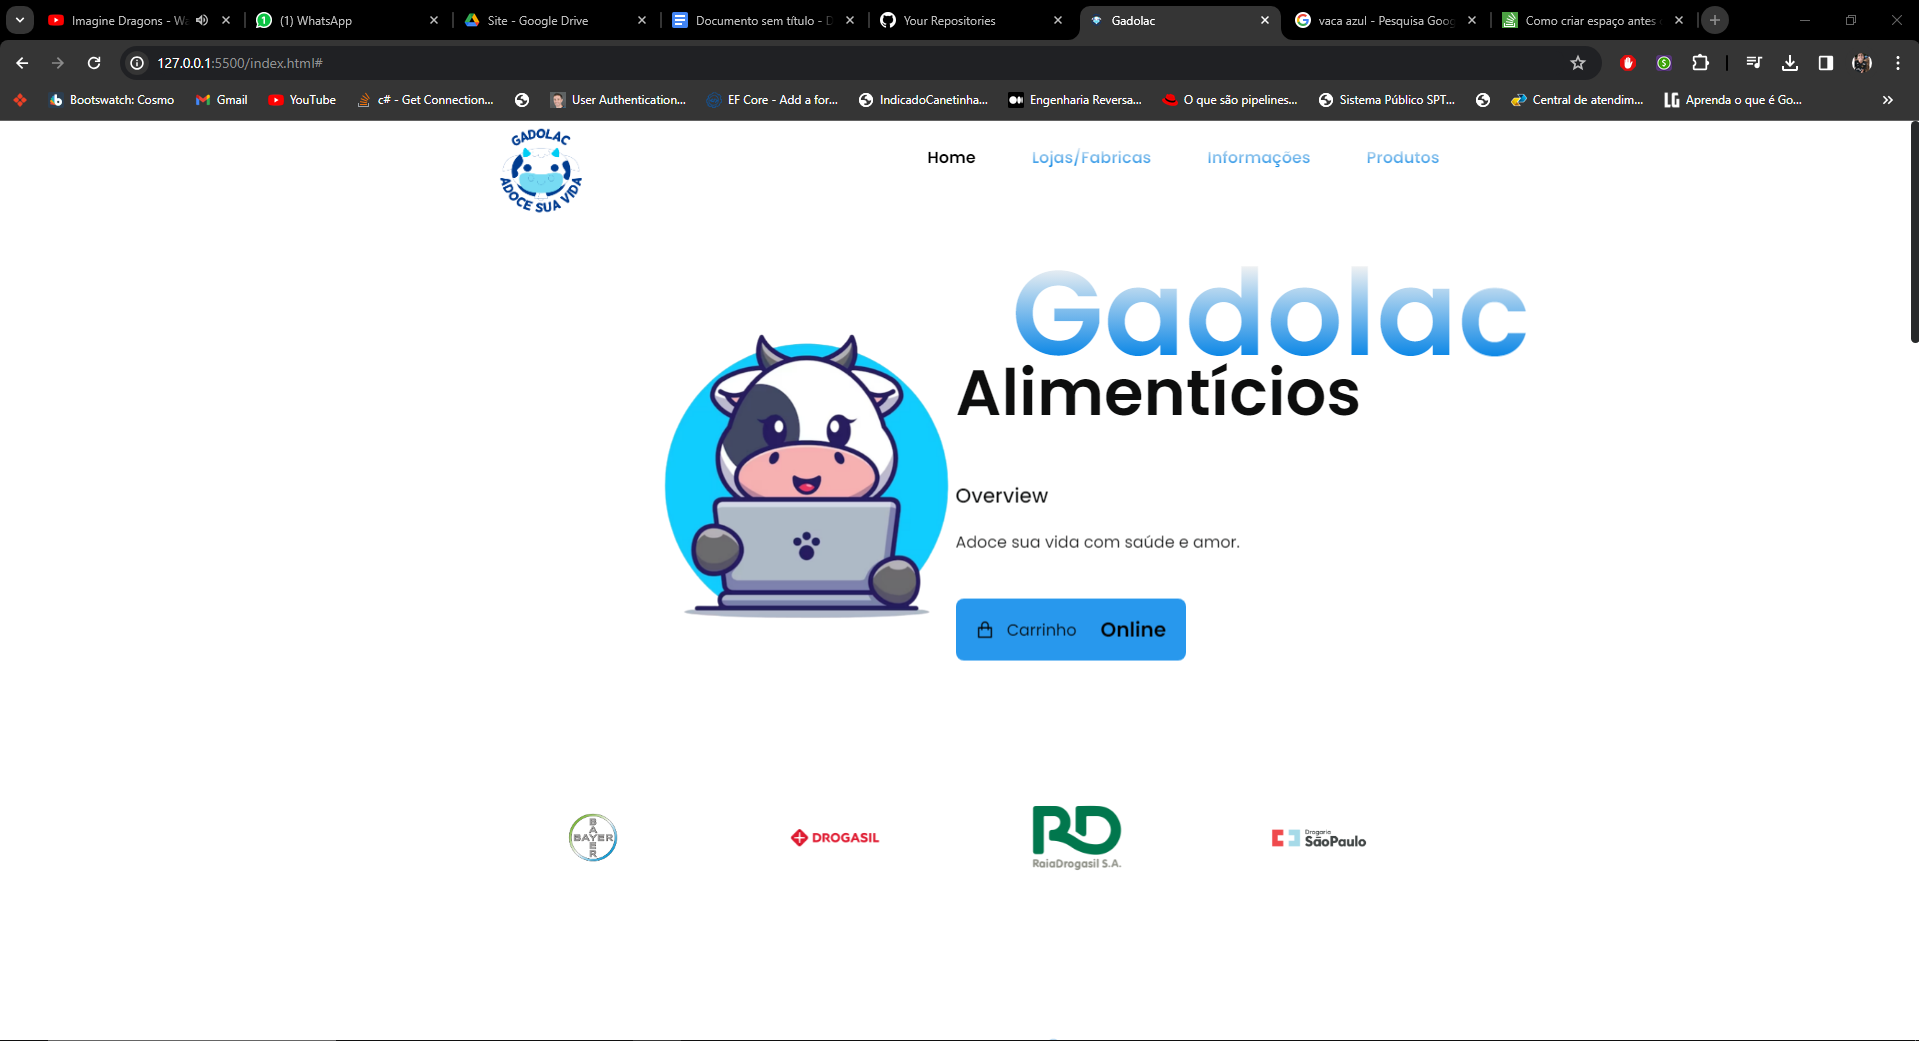 Imagine Dragons - Wa
(1) WhatsApp
Site - Google Drive
Documento sem título - D
Your Repositories
Gadolac
vaca azul - Pesquisa Goog
Como criar espaço antes
127.0.0.1:5500/index.html#
Bootswatch: Cosmo
Gmail
YouTube
c# - Get Connection...
User Authentication...
EF Core - Add a for...
IndicadoCanetinha...
Engenharia Reversa...
O que são pipelines...
Sistema Público SPT...
Central de atendim...
Aprenda o que é Go...
GADOLAC
ADOCE SUA VIDA
Home
Lojas/Fabricas
Informações
Produtos
Gadolac
Alimentícios
Overview
Adoce sua vida com saúde e amor.
Carrinho Online
BAYER
BAYER
DROGASIL
RD
RaiaDrogasil S.A.
Drogaria
SãoPaulo